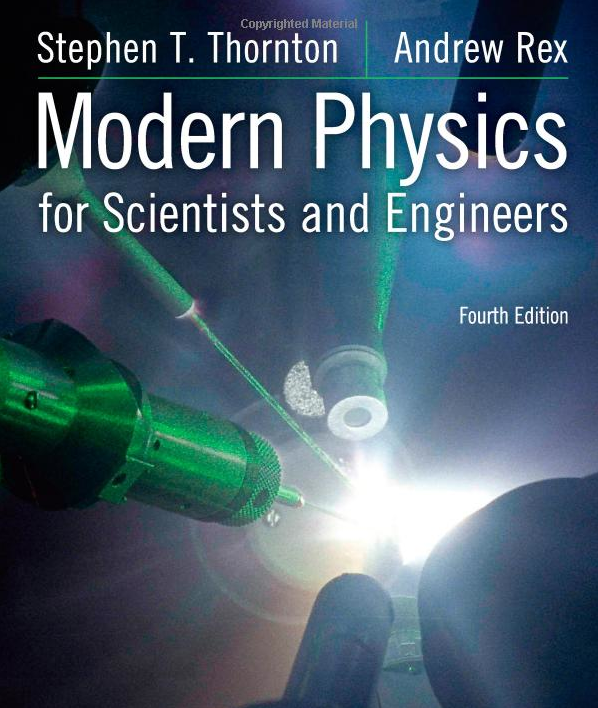 Copyrighted Material
Stephen T. Thornton
Andrew Rex
Modern Physics
for Scientists and Engineers
Fourth Edition